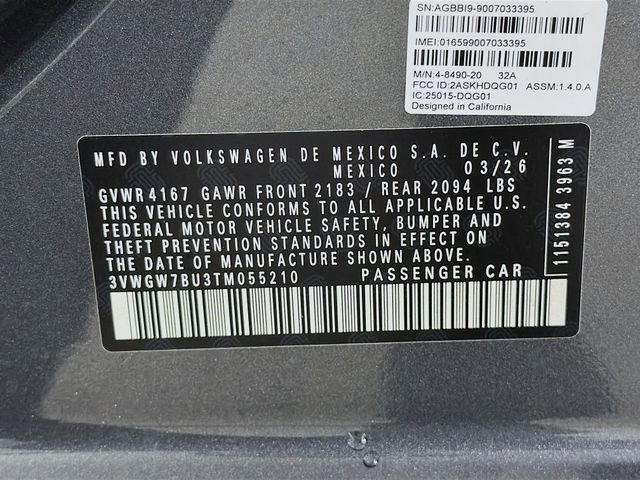 SN:AGBBI9-9007033395
IMEI:016599007033395
M/N:4-8490-20 32A
FCC ID:2ASKHDQG01 ASSM:1.4.0.A
IC:25015-DQG01
Designed in California
MFD BY VOLKSWAGEN DE MEXICO S.A. DE C.V.
MEXICO 03/26
GVWR 4167 GAWR FRONT 2183 / REAR 2094 LBS
THIS VEHICLE CONFORMS TO ALL APPLICABLE U.S.
FEDERAL MOTOR VEHICLE SAFETY, BUMPER AND
THEFT PREVENTION STANDARDS IN EFFECT ON
THE DATE OF MANUFACTURE SHOWN ABOVE.
3VWGW7BU3TM055210 PASSENGER CAR
1151384 3963 M